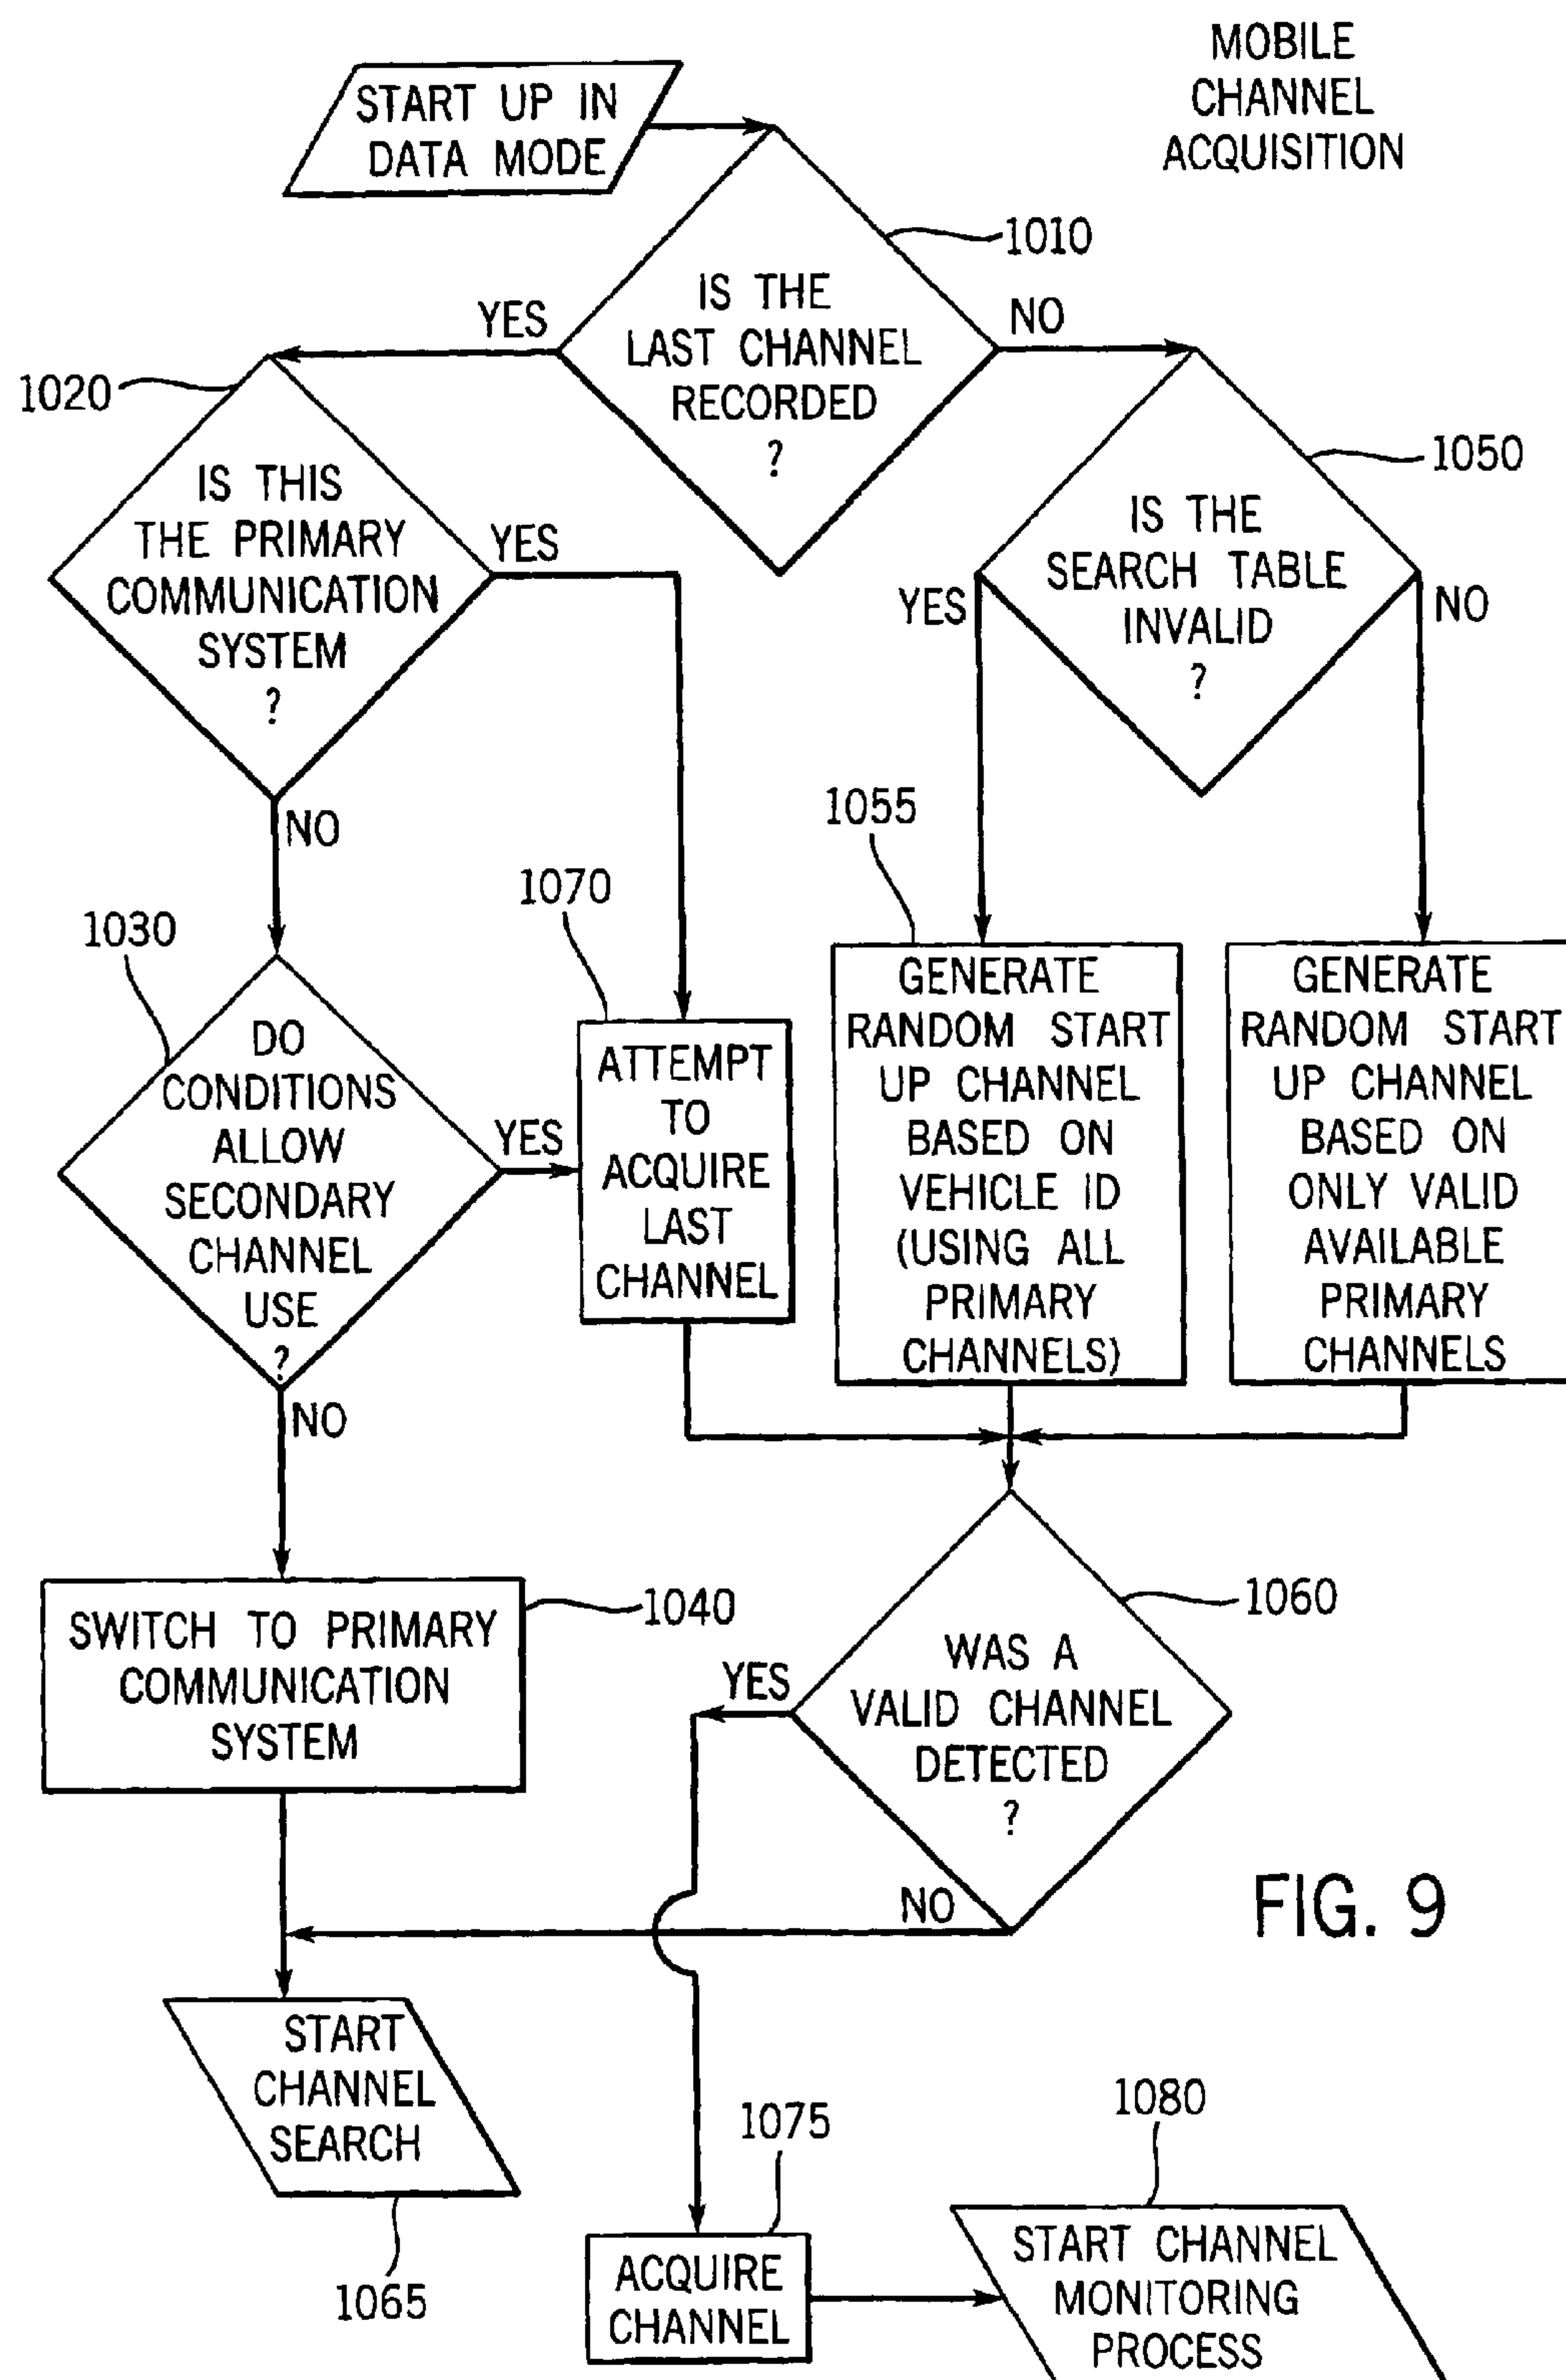 MOBILE
CHANNEL
ACQUISITION
START UP IN
DATA MODE
1010
IS THE
LAST CHANNEL
RECORDED
?
YES
NO
1020
IS THIS
THE PRIMARY
COMMUNICATION
SYSTEM
?
YES
NO
1050
IS THE
SEARCH TABLE
INVALID
?
YES
NO
1030
DO
CONDITIONS
ALLOW
SECONDARY
CHANNEL
USE
?
YES
NO
1070
ATTEMPT
TO
ACQUIRE
LAST
CHANNEL
1055
GENERATE
RANDOM START
UP CHANNEL
BASED ON
VEHICLE ID
(USING ALL
PRIMARY
CHANNELS)
GENERATE
RANDOM START
UP CHANNEL
BASED ON
ONLY VALID
AVAILABLE
PRIMARY
CHANNELS
SWITCH TO PRIMARY
COMMUNICATION
SYSTEM
1040
1060
WAS A
VALID CHANNEL
DETECTED
?
YES
NO
FIG. 9
START
CHANNEL
SEARCH
1065
1075
ACQUIRE
CHANNEL
1080
START CHANNEL
MONITORING
PROCESS